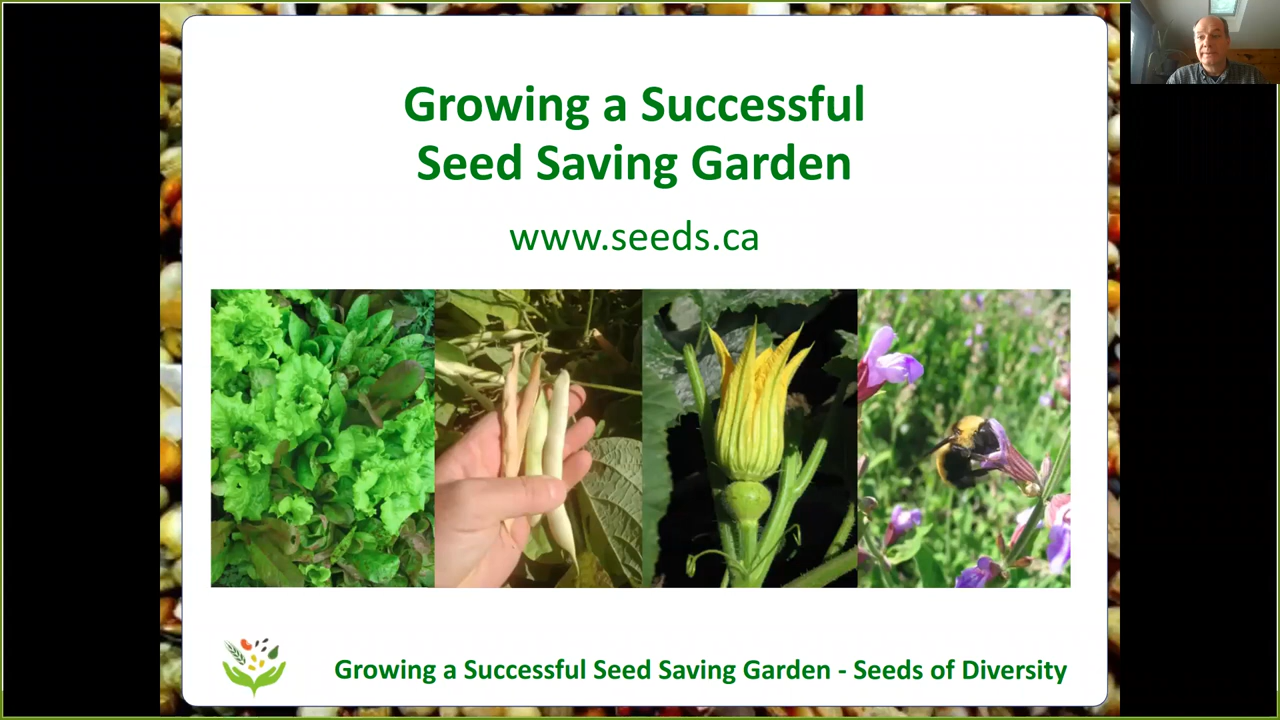 Growing a Successful
Seed Saving Garden
www.seeds.ca
Growing a Successful Seed Saving Garden - Seeds of Diversity